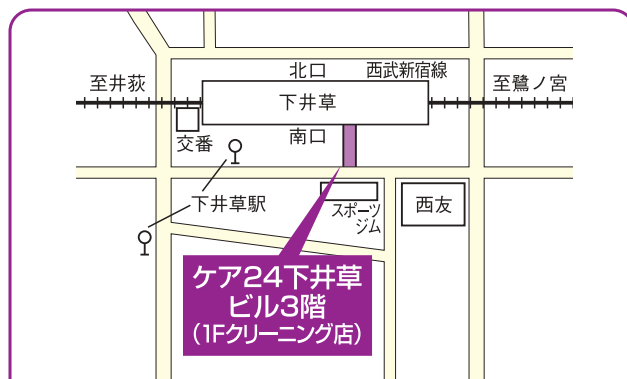 北口
西武新宿線
至井荻
下井草
至鷺ノ宮
交番
南口
下井草駅
スポーツ
ジム
西友
ケア24下井草
ビル3階
(1Fクリーニング店)